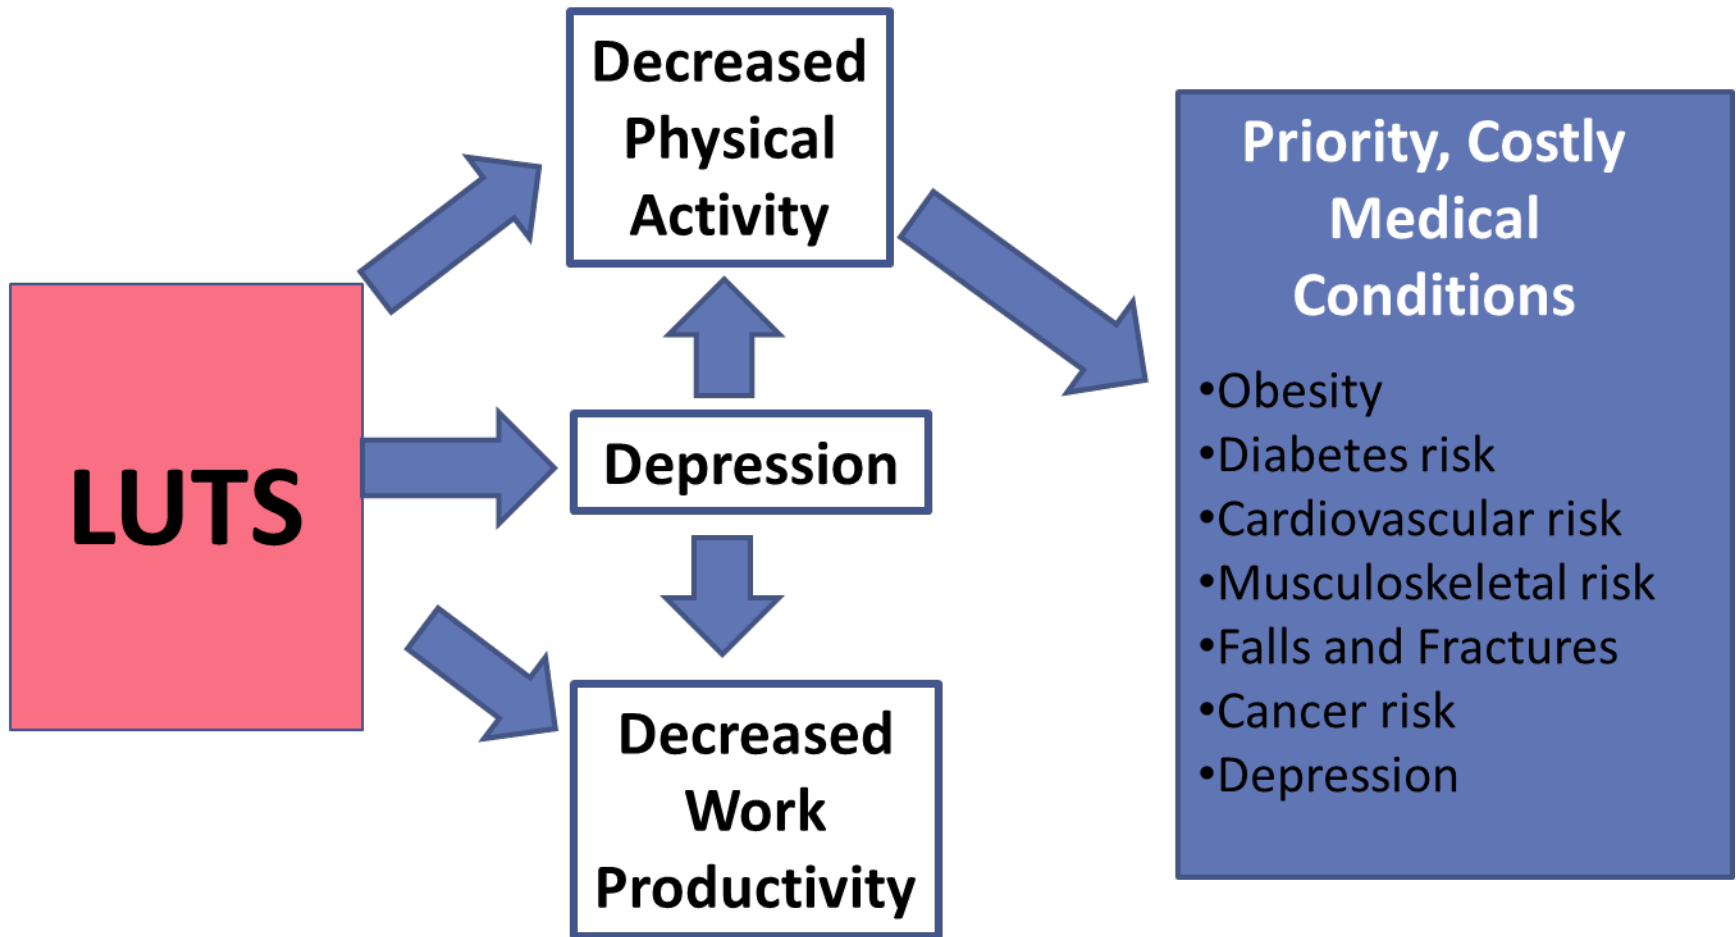 Decreased
Physical
Activity
LUTS
Depression
Decreased
Work
Productivity
Priority, Costly
Medical
Conditions
•Obesity
•Diabetes risk
•Cardiovascular risk
•Musculoskeletal risk
•Falls and Fractures
•Cancer risk
•Depression